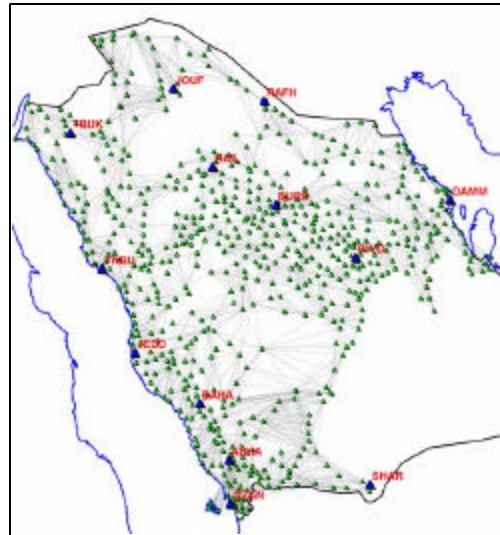 JOUF
RAFH
TBUK
HAIL
DAMM
YNBU
JEDD
BAHA
ABHA
SHAR